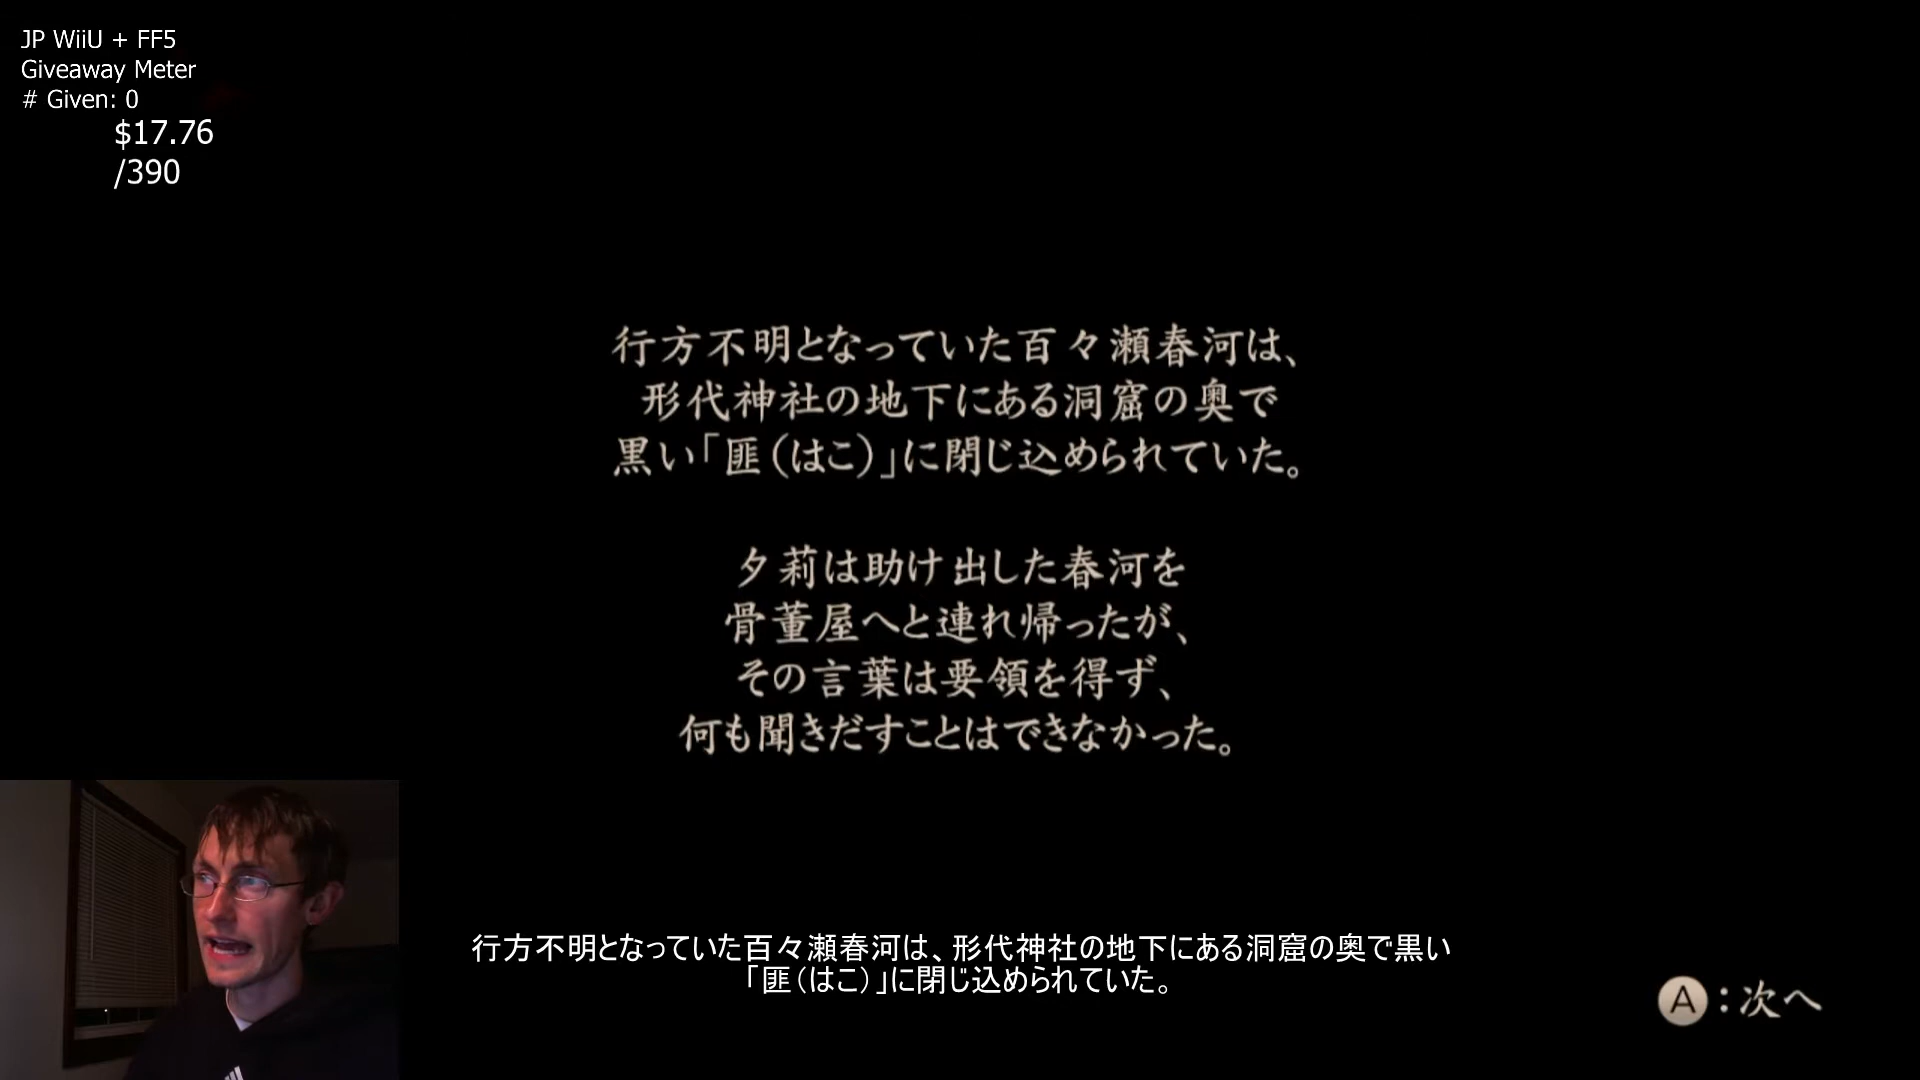 JP WiiU + FF5
Giveaway Meter
# Given: 0
$17.76
/390
行方不明となっていた百々瀬春河は、
形代神社の地下にある洞窟の奥で
黒い「匪（はこ）」に閉じ込められていた。
夕莉は助け出した春河を
骨董屋へと連れ帰ったが、
その言葉は要領を得ず、
何も聞きだすことはできなかった。
行方不明となっていた百々瀬春河は、形代神社の地下にある洞窟の奥で黒い
「匪（はこ）」に閉じ込められていた。
A：次へ